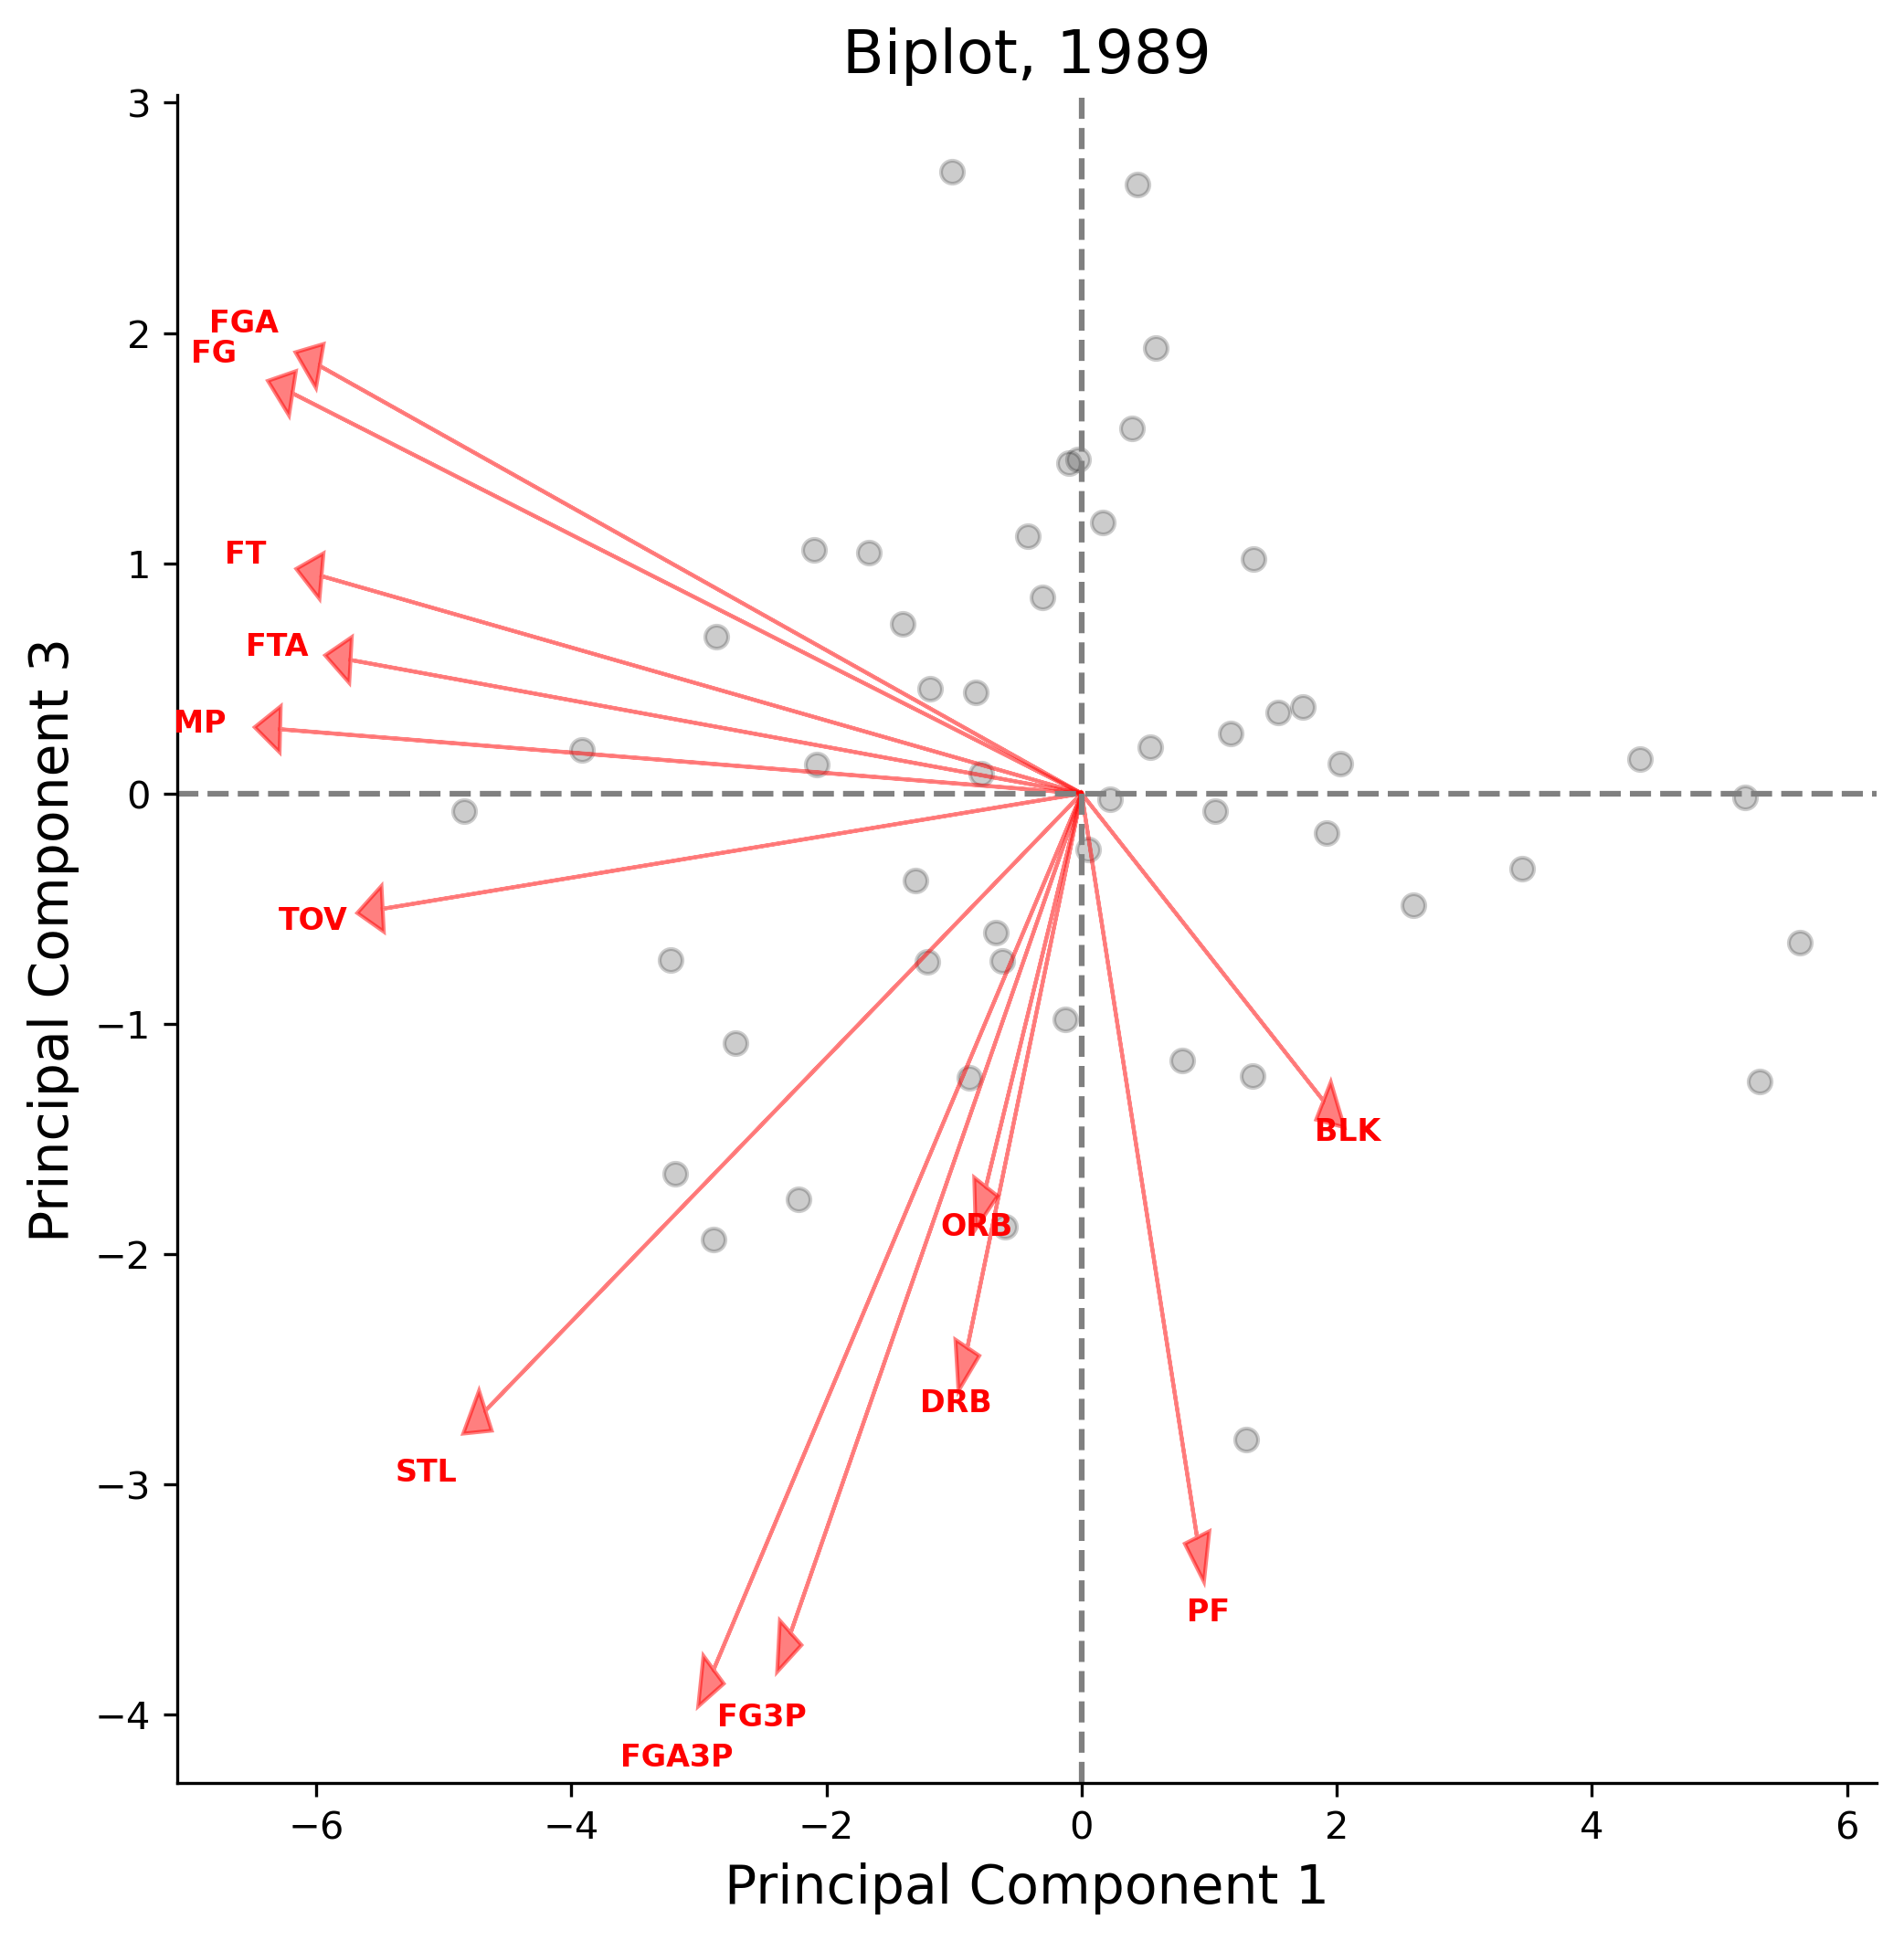 Biplot, 1989
3
2
1
0
−1
−2
−3
−4
Principal Component 3
FGA
FG
FT
FTA
MP
TOV
BLK
ORB
DRB
STL
PF
FG3P
FGA3P
−6 −4 −2 0 2 4 6
Principal Component 1